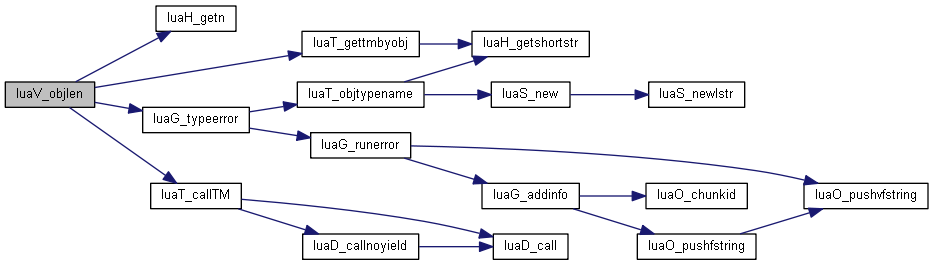 luaH_getn
luaT_gettmbyobj
luaH_getshortstr
luaV_objlen
luaT_objtypename
luaS_new
luaS_newlstr
luaG_typeerror
luaG_runerror
luaT_callTM
luaG_addinfo
luaO_chunkid
luaO_pushvfstring
luaD_callnoyield
luaD_call
luaO_pushfstring